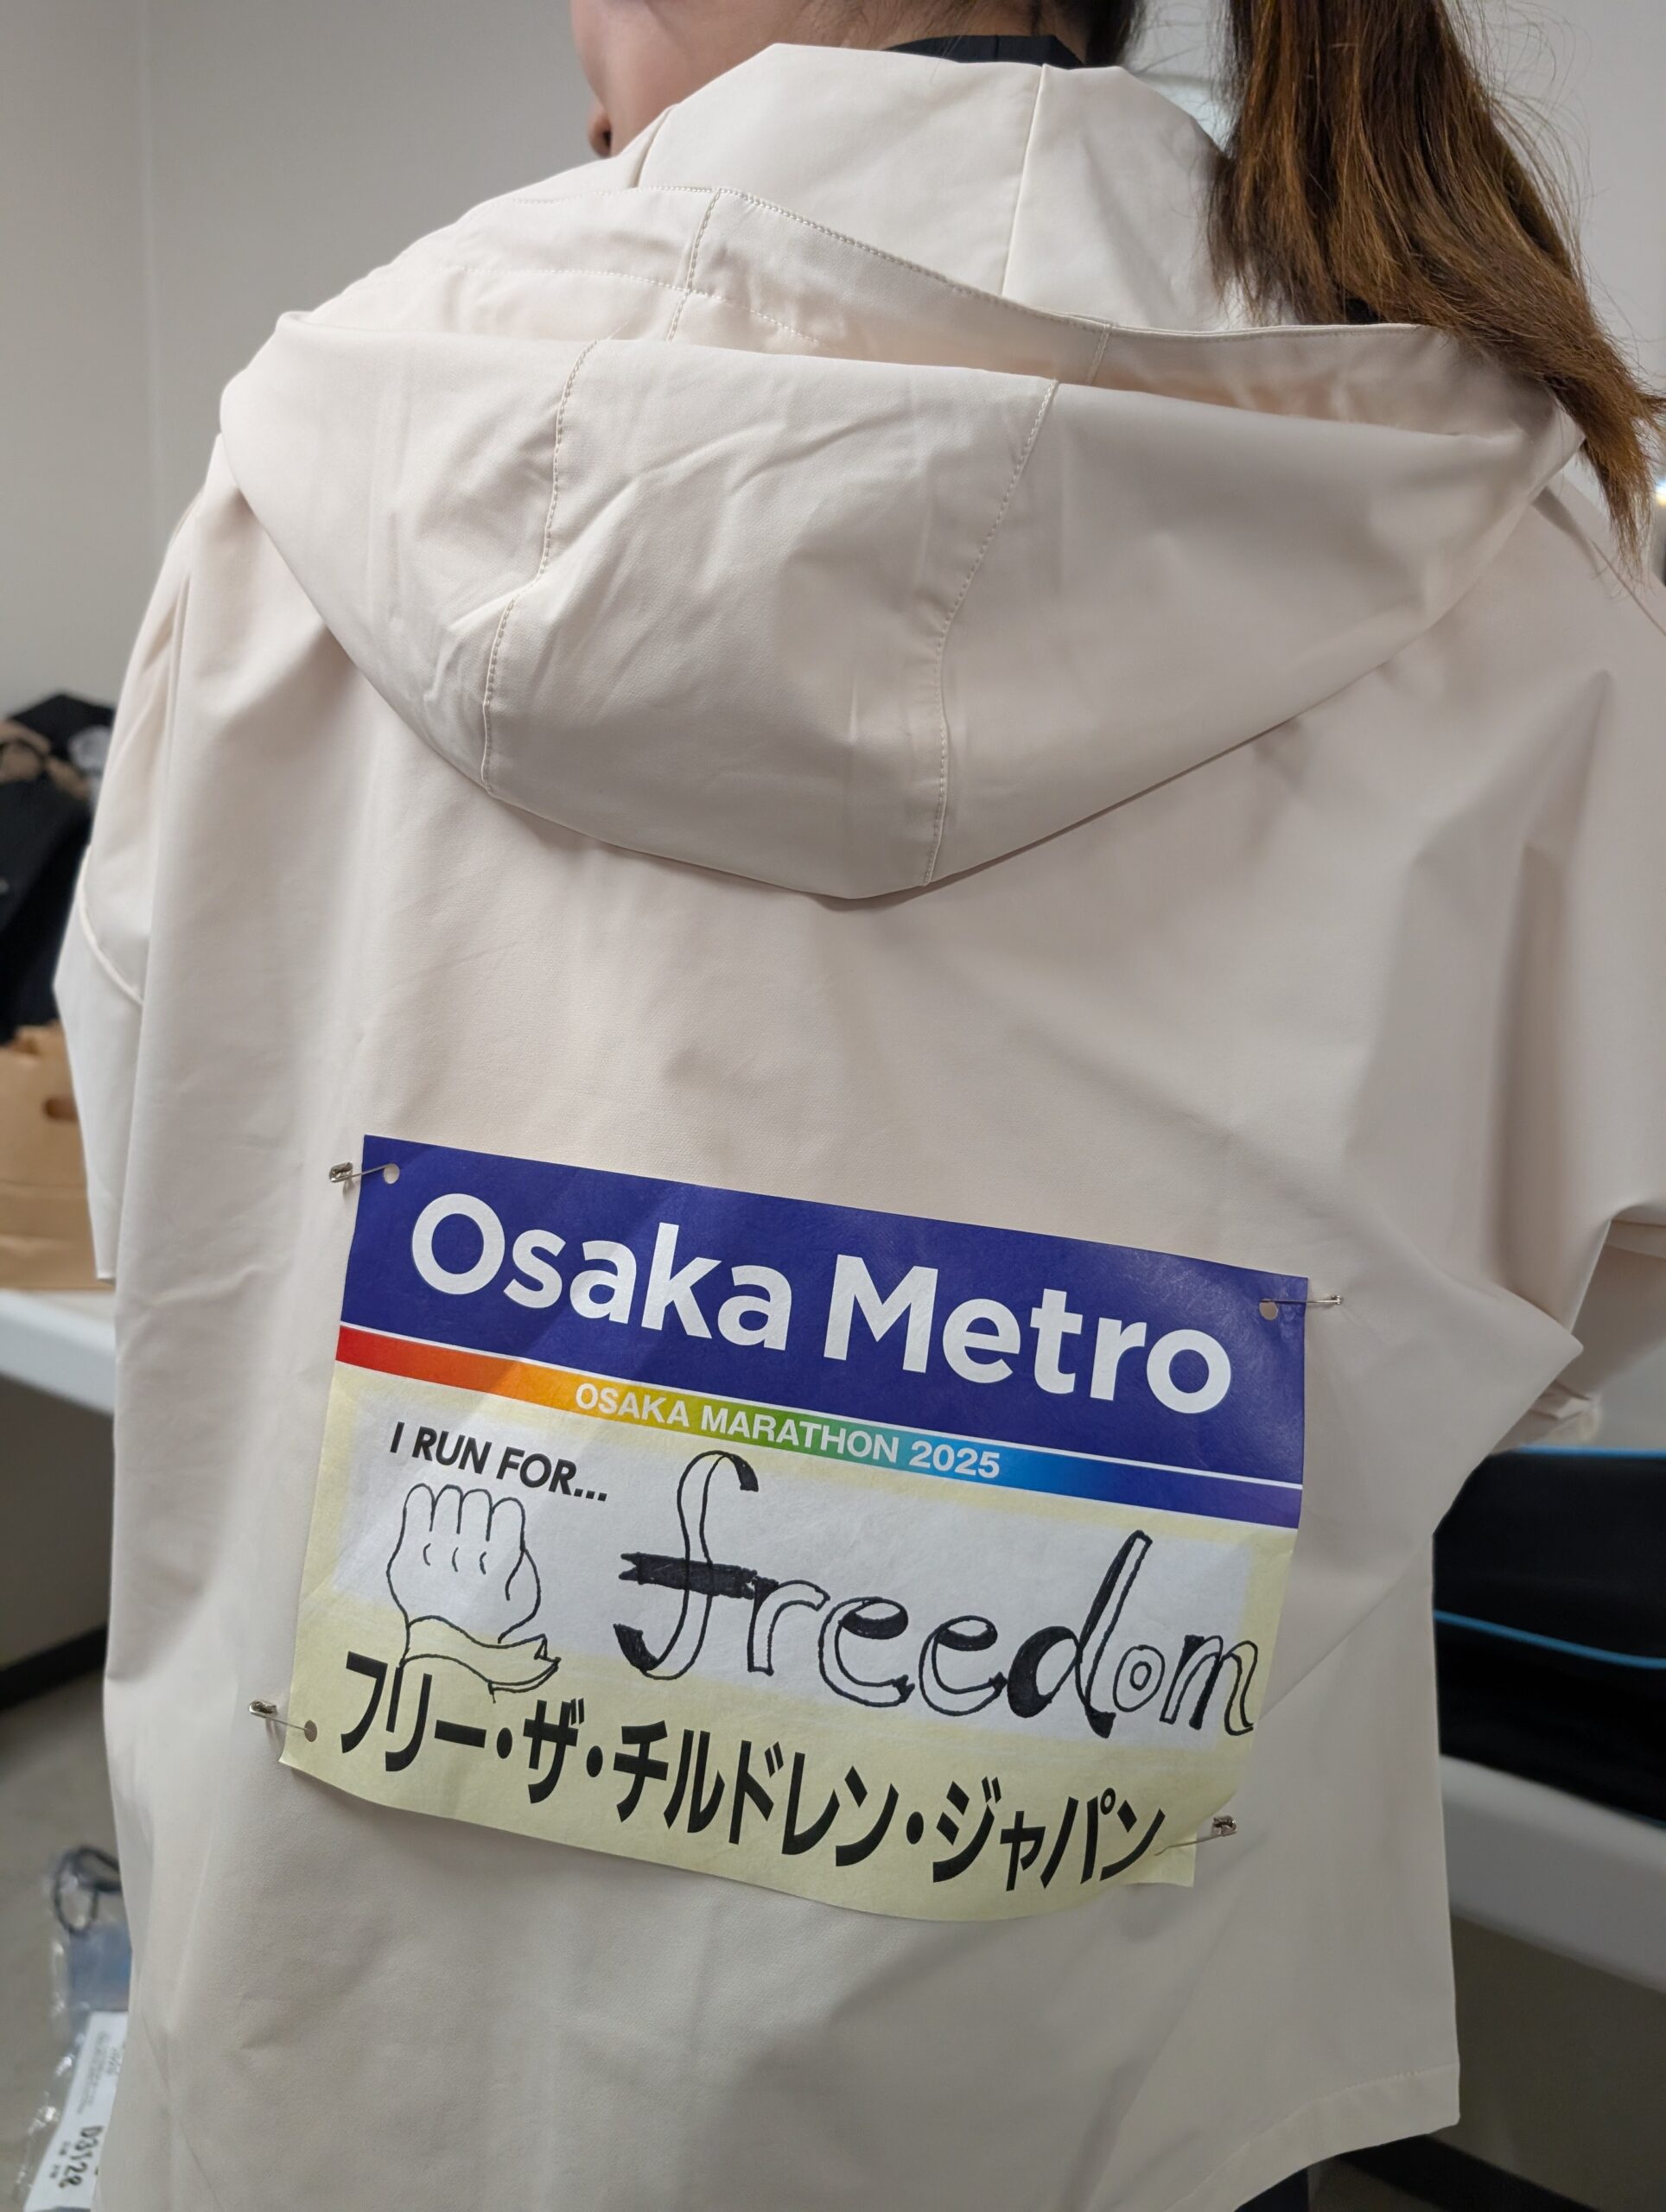 Osaka Metro
OSAKA MARATHON 2025
I RUN FOR...
freedom
フリー・ザ・チルドレン・ジャパン